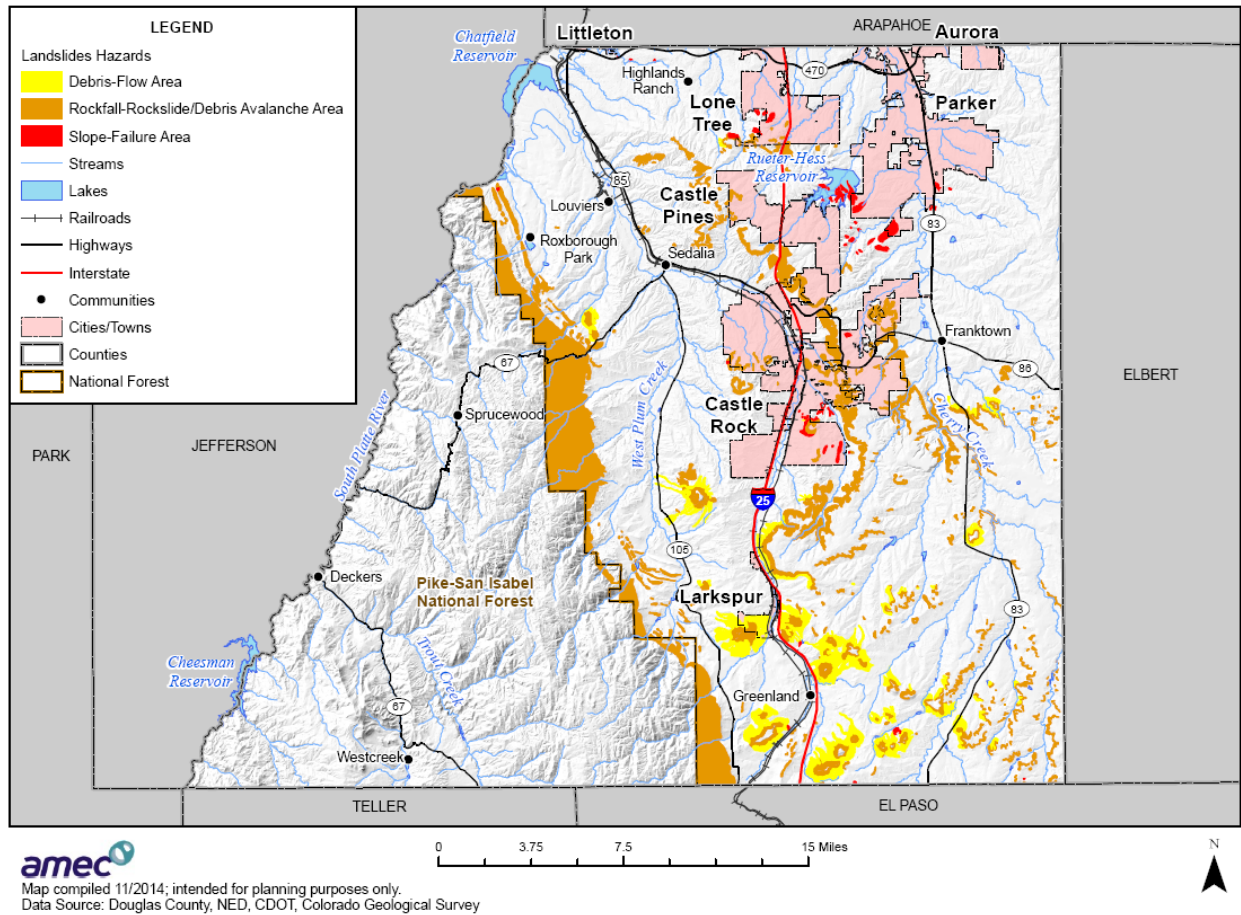 LEGEND
Landslides Hazards
Debris-Flow Area
Rockfall-Rockslide/Debris Avalanche Area
Slope-Failure Area
Streams
Lakes
Railroads
Highways
Interstate
Communities
Cities/Towns
Counties
National Forest
ARAPAHOE
Littleton
Aurora
Chatfield
Reservoir
Highlands
Ranch
470
Lone
Tree
Parker
Rueter-Hess
Reservoir
85
Castle
Pines
Louviers
83
Roxborough
Park
Sedalia
Franktown
67
86
ELBERT
Sprucewood
West Plum Creek
Castle
Rock
Cherry Creek
PARK
JEFFERSON
South Platte River
25
105
Deckers
Pike-San Isabel
National Forest
Larkspur
83
Cheesman
Reservoir
Trout Creek
67
Greenland
Westcreek
TELLER
EL PASO
amec
0 3.75 7.5 15 Miles
N
Map compiled 11/2014; intended for planning purposes only.
Data Source: Douglas County, NED, CDOT, Colorado Geological Survey